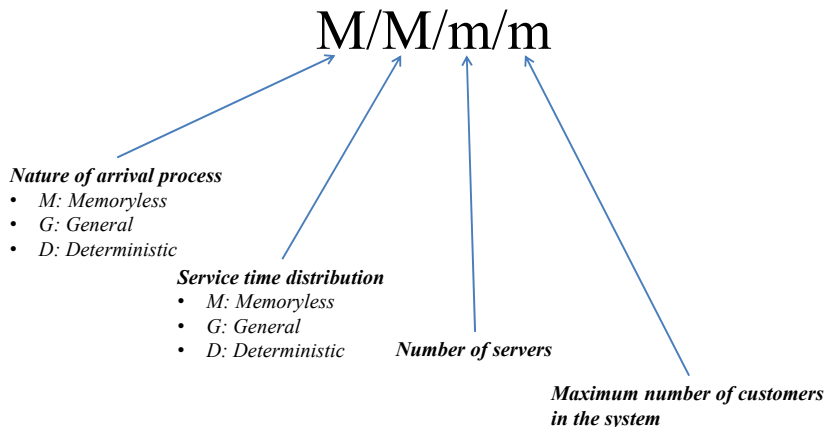 M/M/m/m
Nature of arrival process
• M: Memoryless
• G: General
• D: Deterministic
Service time distribution
• M: Memoryless
• G: General
• D: Deterministic
Number of servers
Maximum number of customers
in the system